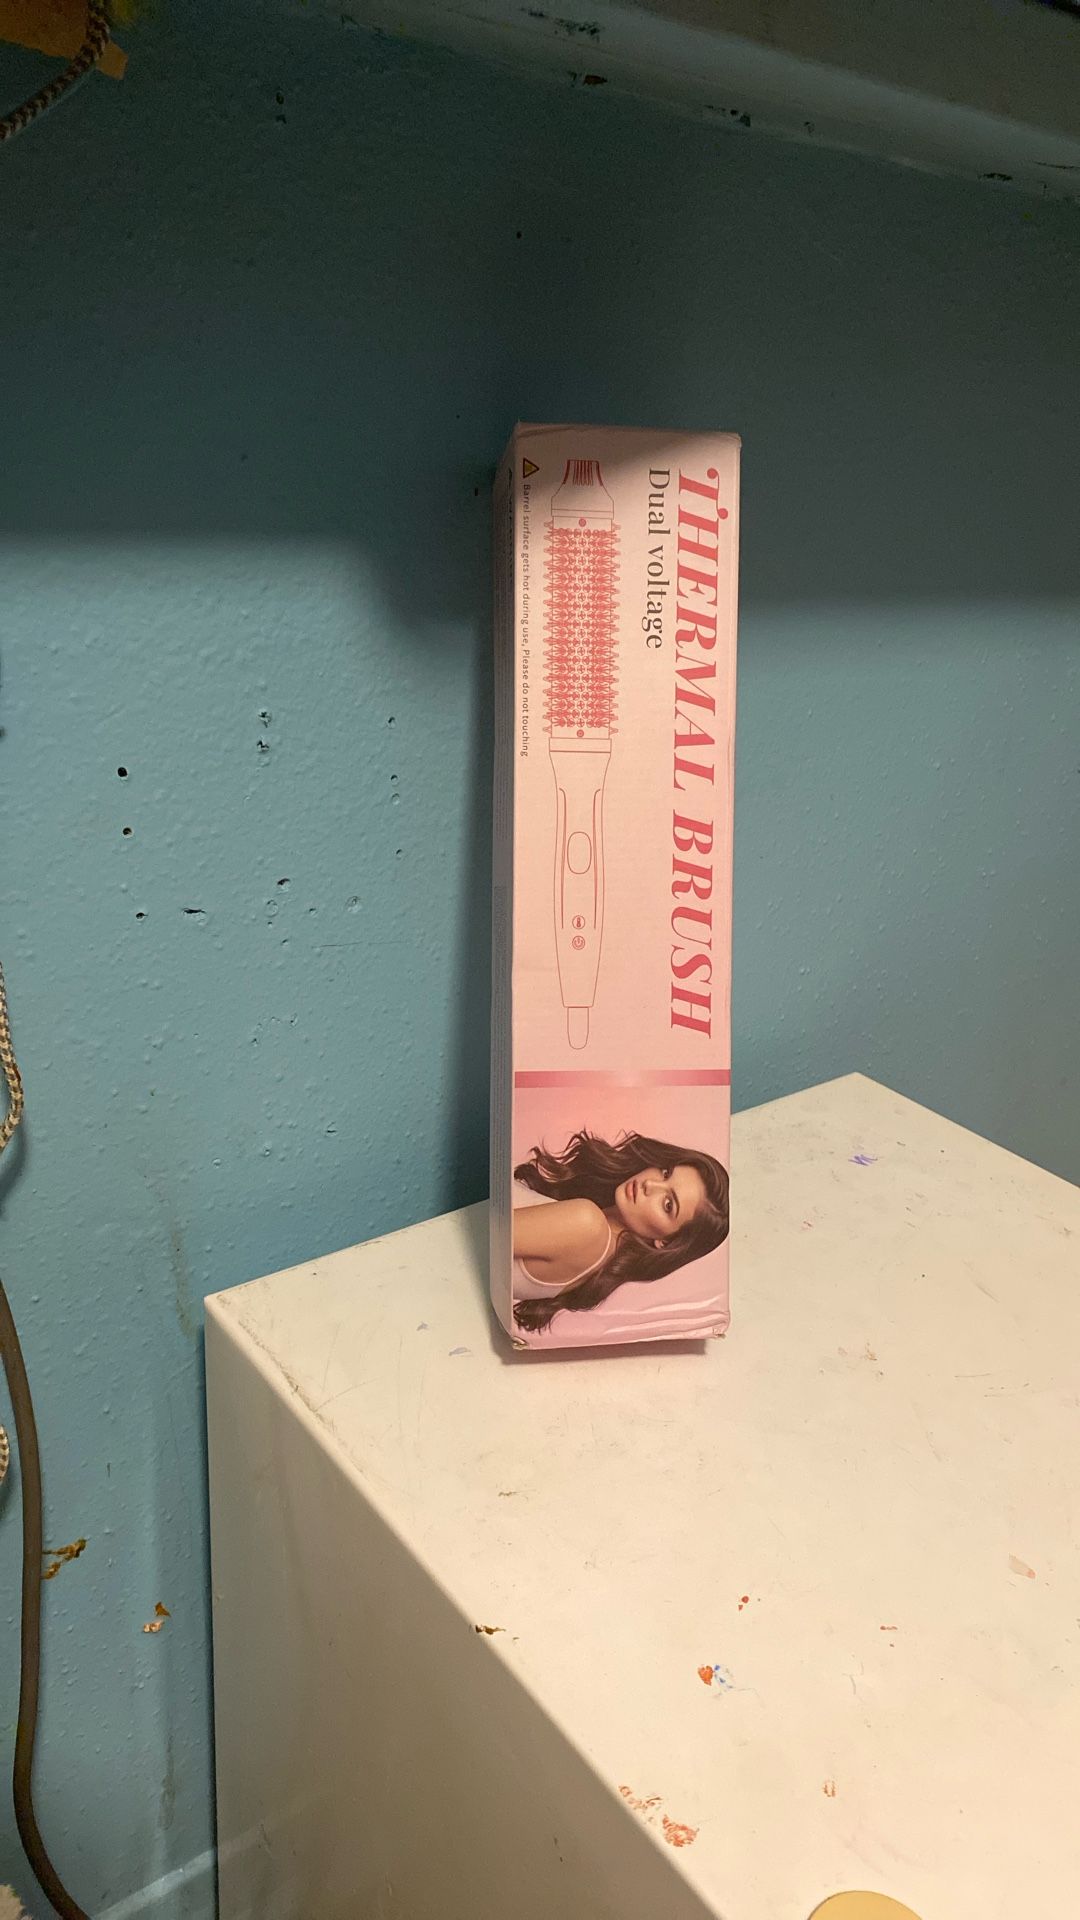 THERMAL BRUSH
Dual voltage
Barrel surface gets hot during use, Please do not touching